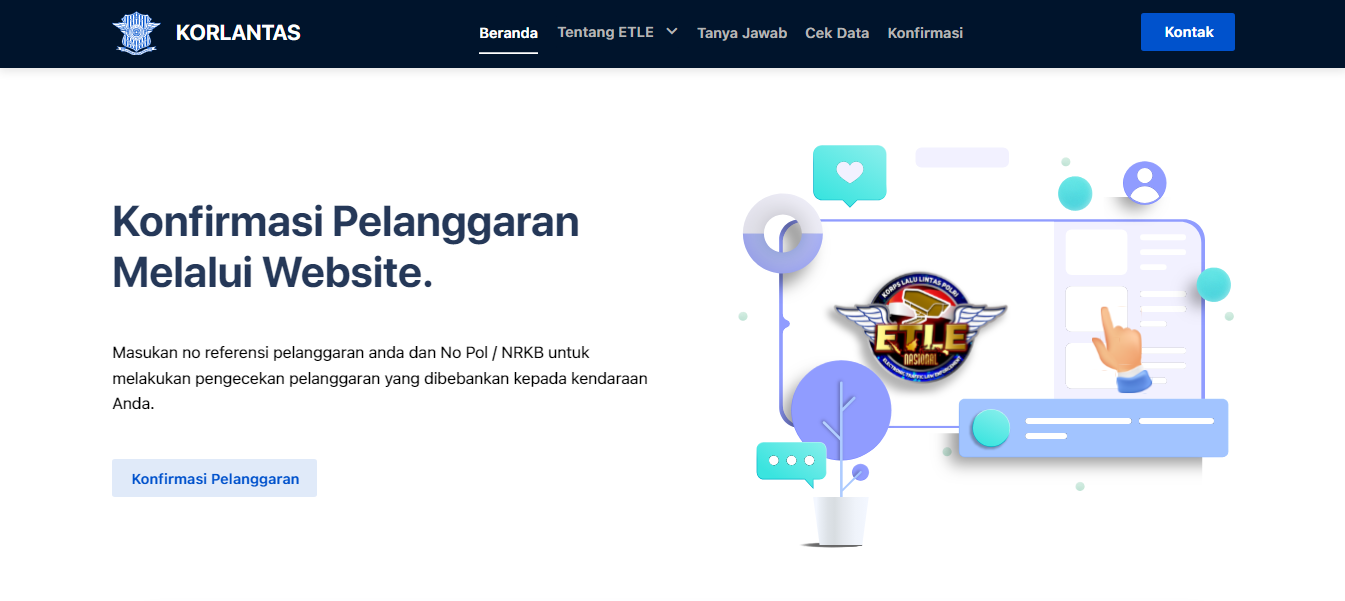 KORLANTAS
Beranda
Tentang ETLE
Tanya Jawab
Cek Data
Konfirmasi
Kontak
Konfirmasi Pelanggaran
Melalui Website.
Masukan no referensi pelanggaran anda dan No Pol / NRKB untuk
melakukan pengecekan pelanggaran yang dibebankan kepada kendaraan
Anda.
Konfirmasi Pelanggaran
KORPS LALU LINTAS POLRI
ETLE
NASIONAL
ELECTRONIC TRAFFIC LAW ENFORCEMENT